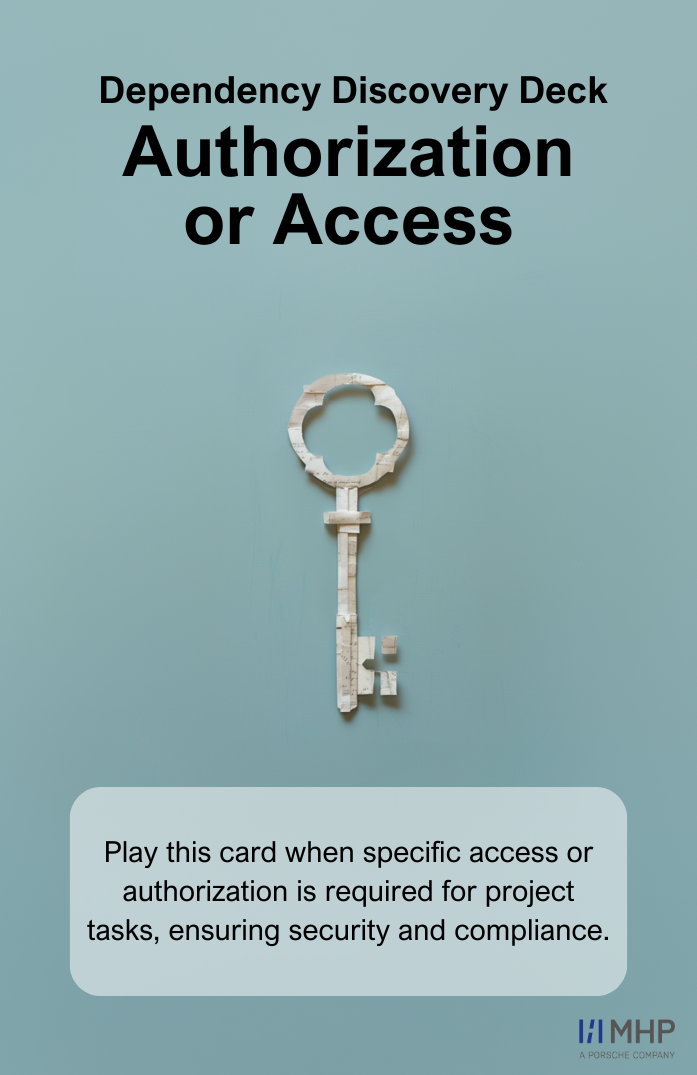 Dependency Discovery Deck
Authorization
or Access
Play this card when specific access or
authorization is required for project
tasks, ensuring security and compliance.
MHP
A PORSCHE COMPANY